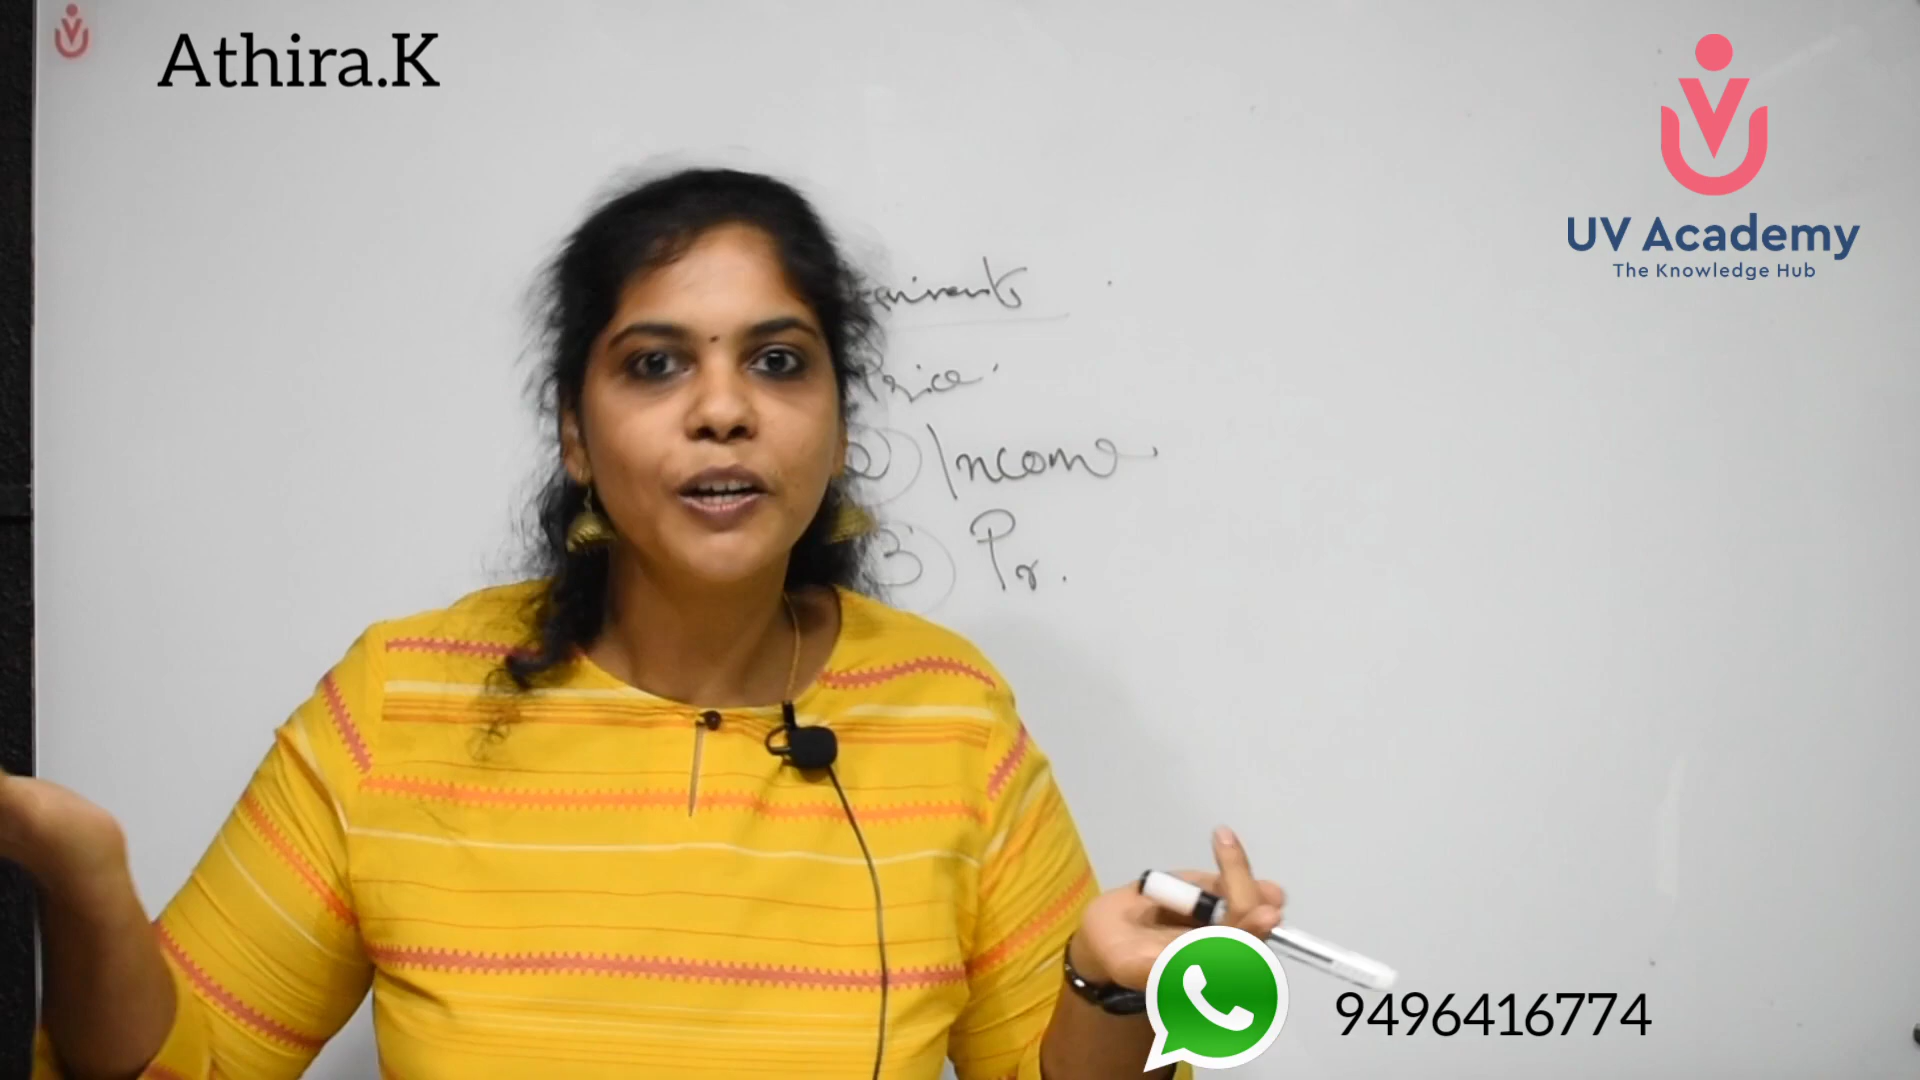 Athira.K
UV Academy
The Knowledge Hub
Price
2 Income
3 Pr.
9496416774